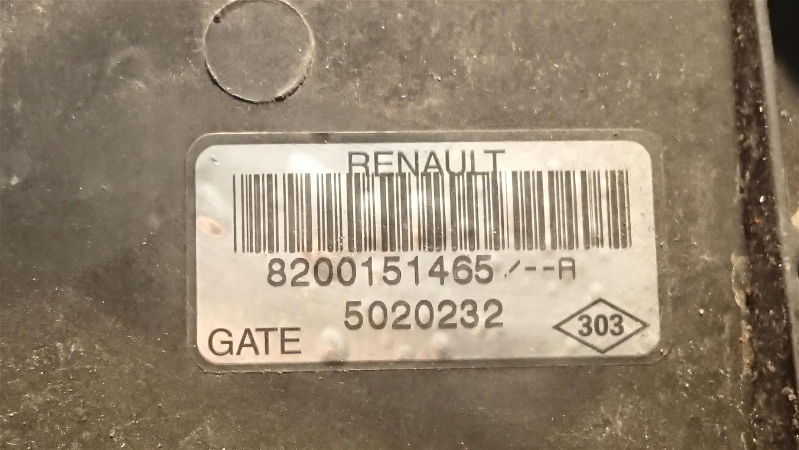 RENAULT
8200151465/--A
5020232
GATE
303